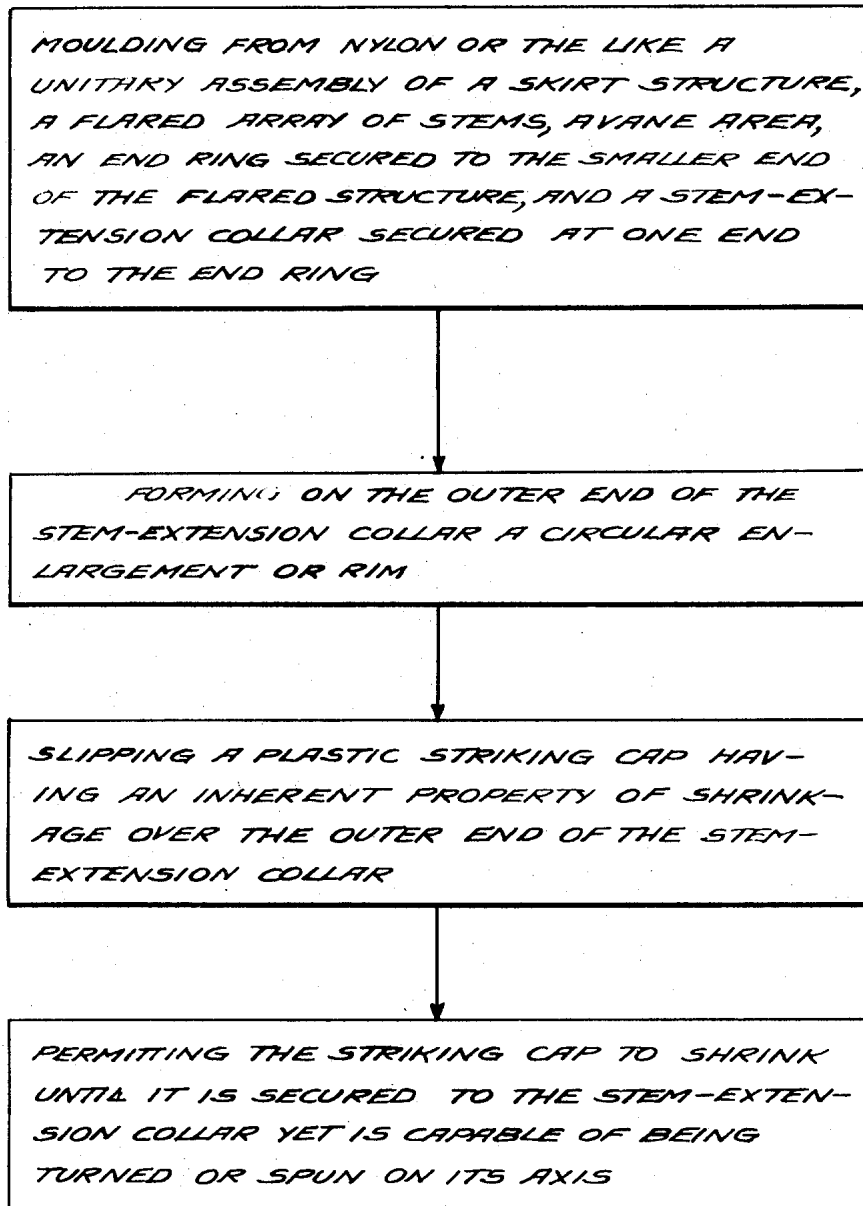 MOULDING FROM NYLON OR THE LIKE A
UNITARY ASSEMBLY OF A SKIRT STRUCTURE,
A FLARED ARRAY OF STEMS, A VANE AREA,
AN END RING SECURED TO THE SMALLER END
OF THE FLARED STRUCTURE, AND A STEM-EX-
TENSION COLLAR SECURED AT ONE END
TO THE END RING
FORMING ON THE OUTER END OF THE
STEM-EXTENSION COLLAR A CIRCULAR EN-
LARGEMENT OR RIM
SLIPPING A PLASTIC STRIKING CAP HAV-
ING AN INHERENT PROPERTY OF SHRINK-
AGE OVER THE OUTER END OF THE STEM-
EXTENSION COLLAR
PERMITTING THE STRIKING CAP TO SHRINK
UNTIL IT IS SECURED TO THE STEM-EXTEN-
SION COLLAR YET IS CAPABLE OF BEING
TURNED OR SPUN ON ITS AXIS